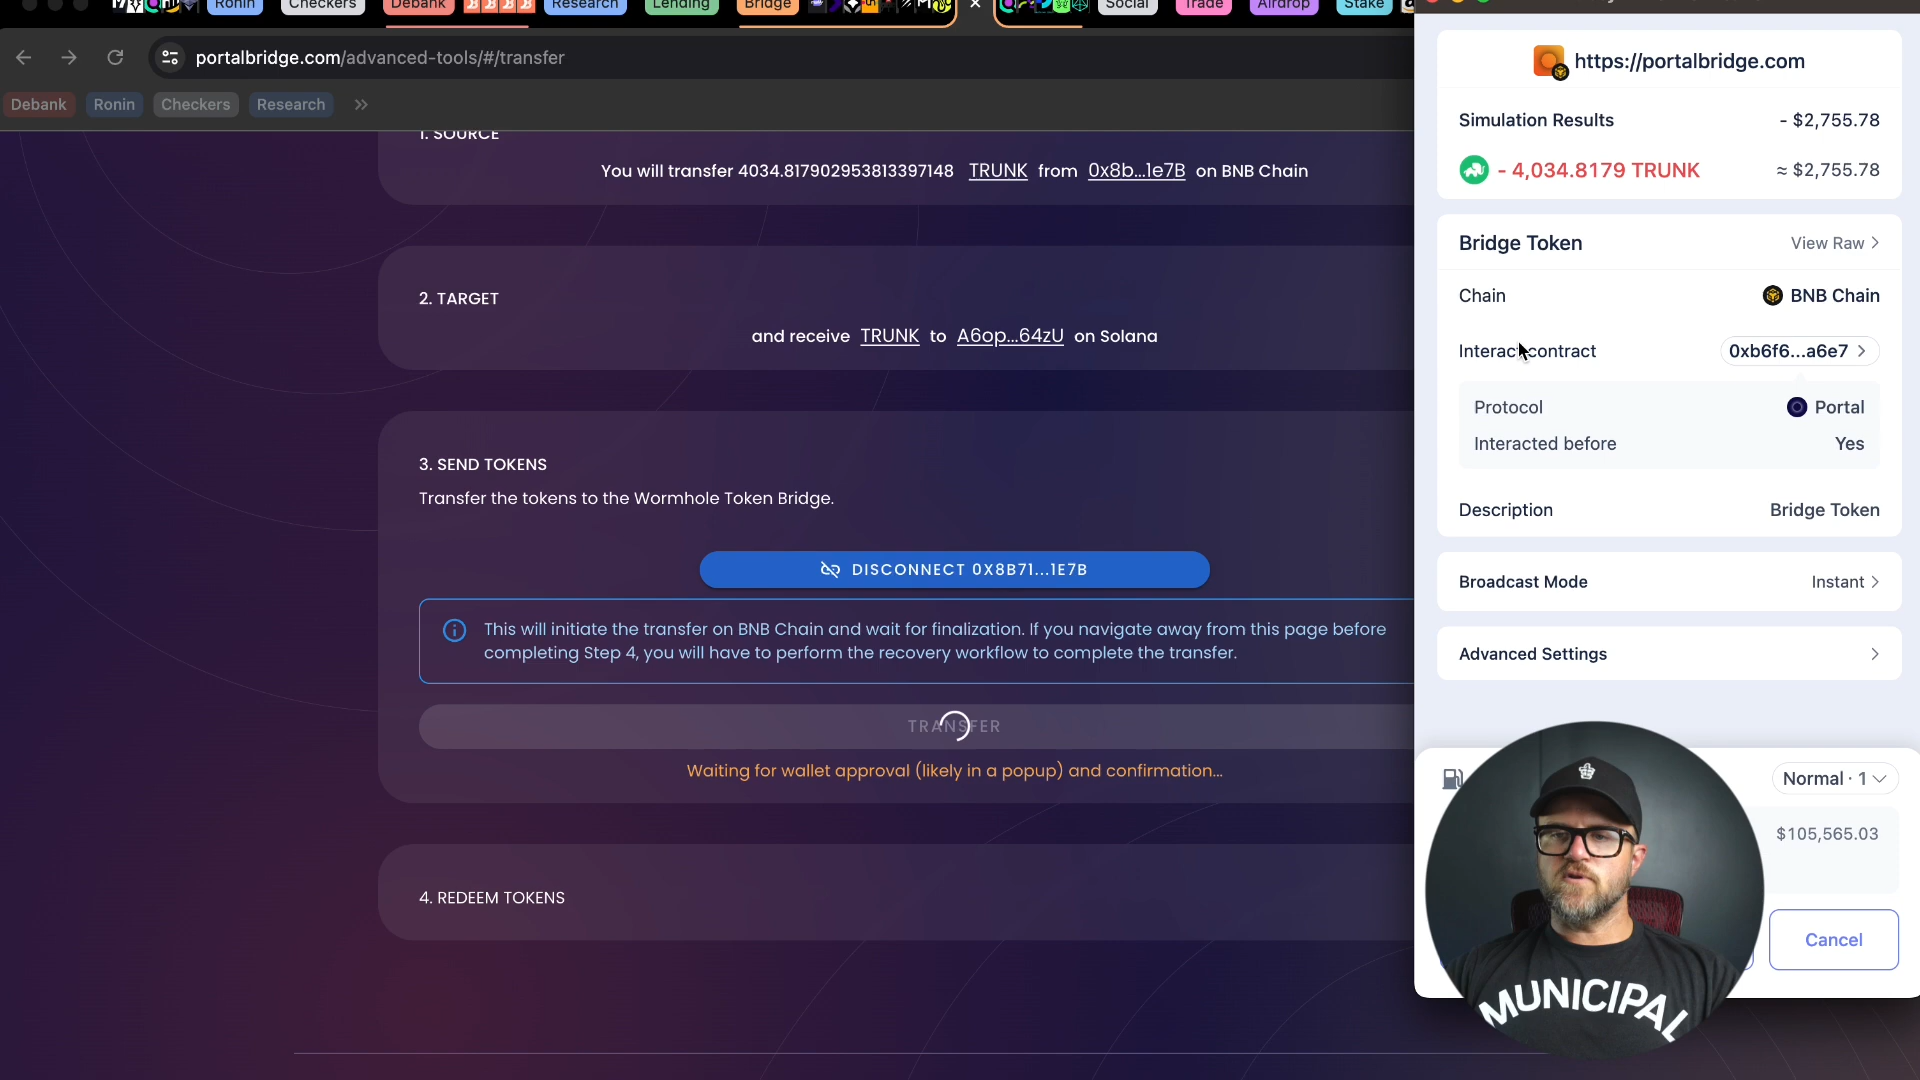 Ronin
Checkers
Debank
Research
Lending
Bridge
Social
Trade
Airdrop
Stake
portalbridge.com/advanced-tools/#/transfer
Debank
Ronin
Checkers
Research
1. SOURCE
You will transfer 4034.817902953813397148 TRUNK from 0x8b...1e7B on BNB Chain
2. TARGET
and receive TRUNK to A6op...64zU on Solana
3. SEND TOKENS
Transfer the tokens to the Wormhole Token Bridge.
DISCONNECT 0X8B71...1E7B
This will initiate the transfer on BNB Chain and wait for finalization. If you navigate away from this page before
completing Step 4, you will have to perform the recovery workflow to complete the transfer.
TRANSFER
Waiting for wallet approval (likely in a popup) and confirmation...
4. REDEEM TOKENS
https://portalbridge.com
Simulation Results - $2,755.78
- 4,034.8179 TRUNK ≈ $2,755.78
Bridge Token View Raw
Chain BNB Chain
Interact contract 0xb6f6...a6e7
Protocol Portal
Interacted before Yes
Description Bridge Token
Broadcast Mode Instant
Advanced Settings
Normal · 1
$105,565.03
Cancel
MUNICIPAL